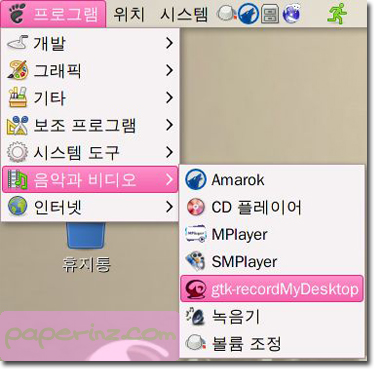 프로그램 위치 시스템
개발
그래픽
기타
보조 프로그램
시스템 도구
음악과 비디오
인터넷
Amarok
CD 플레이어
MPlayer
SMPlayer
gtk-recordMyDesktop
녹음기
볼륨 조정
휴지통
paperinz.com